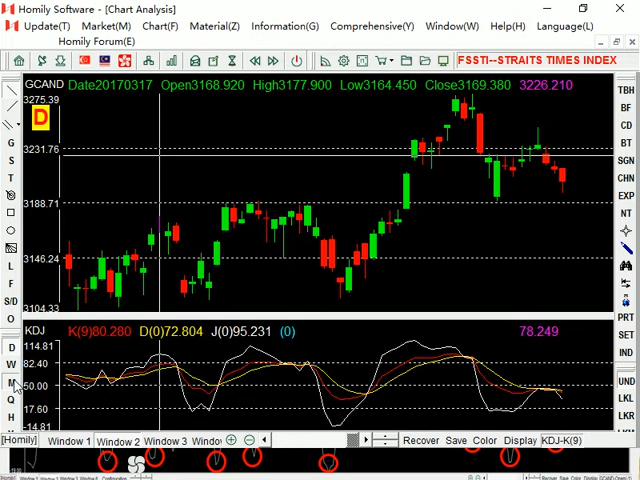 Homily Software - [Chart Analysis]
Update(T) Market(M) Chart(F) Material(Z) Information(G) Comprehensive(Y) Window(W) Help(H) Language(L)
Homily Forum(E)
FSSTI--STRAITS TIMES INDEX
GCAND Date20170317 Open3168.920 High3177.900 Low3164.450 Close3169.380 3226.210
3275.39
D
3231.76
3188.71
3146.24
3104.33
G
S
T
L
F
S/D
O
D
W
M
Q
H
TBH
BF
CD
BT
SGN
CHN
EXP
NT
PRT
SET
IND
UND
LKL
LKR
KDJ K(9)80.280 D(0)72.804 J(0)95.231 (0) 78.249
114.81
82.40
50.00
17.60
-14.81
[Homily] Window 1 Window 2 Window 3 Windo Recover Save Color Display KDJ-K(9)